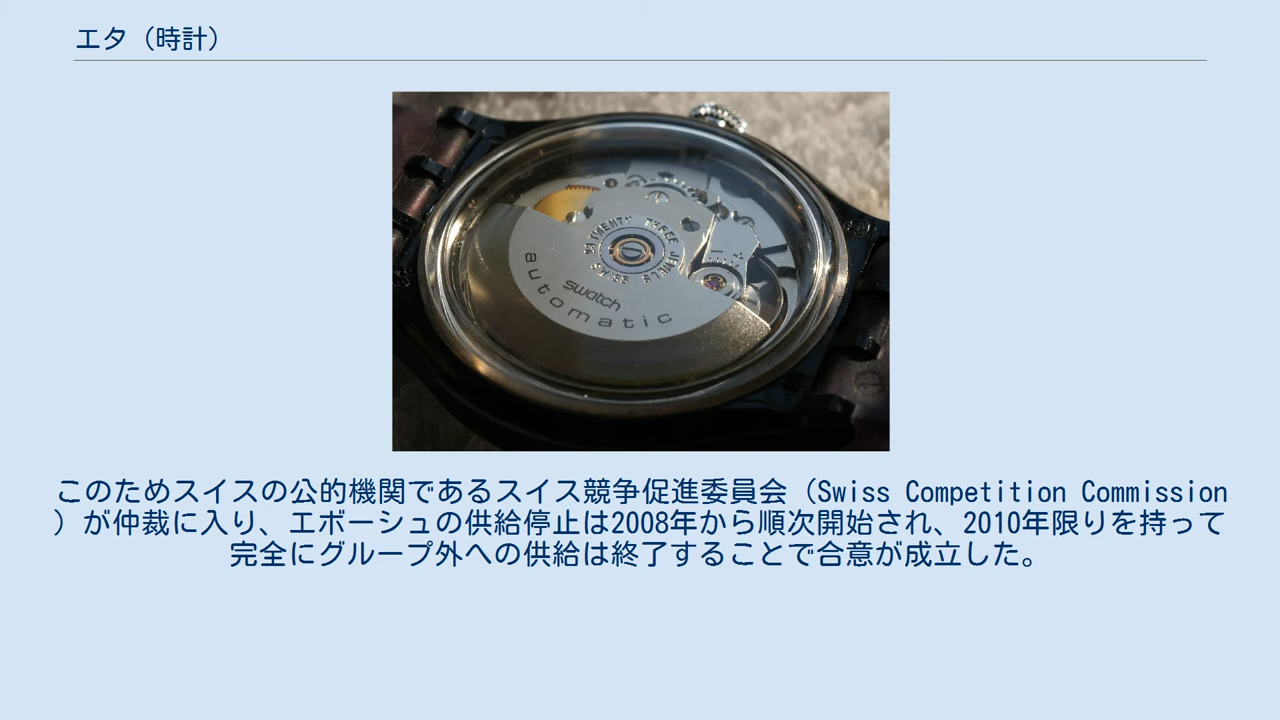 エタ（時計）
TWENTY THREE JEWELS
swatch
automatic
このためスイスの公的機関であるスイス競争促進委員会（Swiss Competition Commission
）が仲裁に入り、エボーシュの供給停止は2008年から順次開始され、2010年限りを持って
完全にグループ外への供給は終了することで合意が成立した。